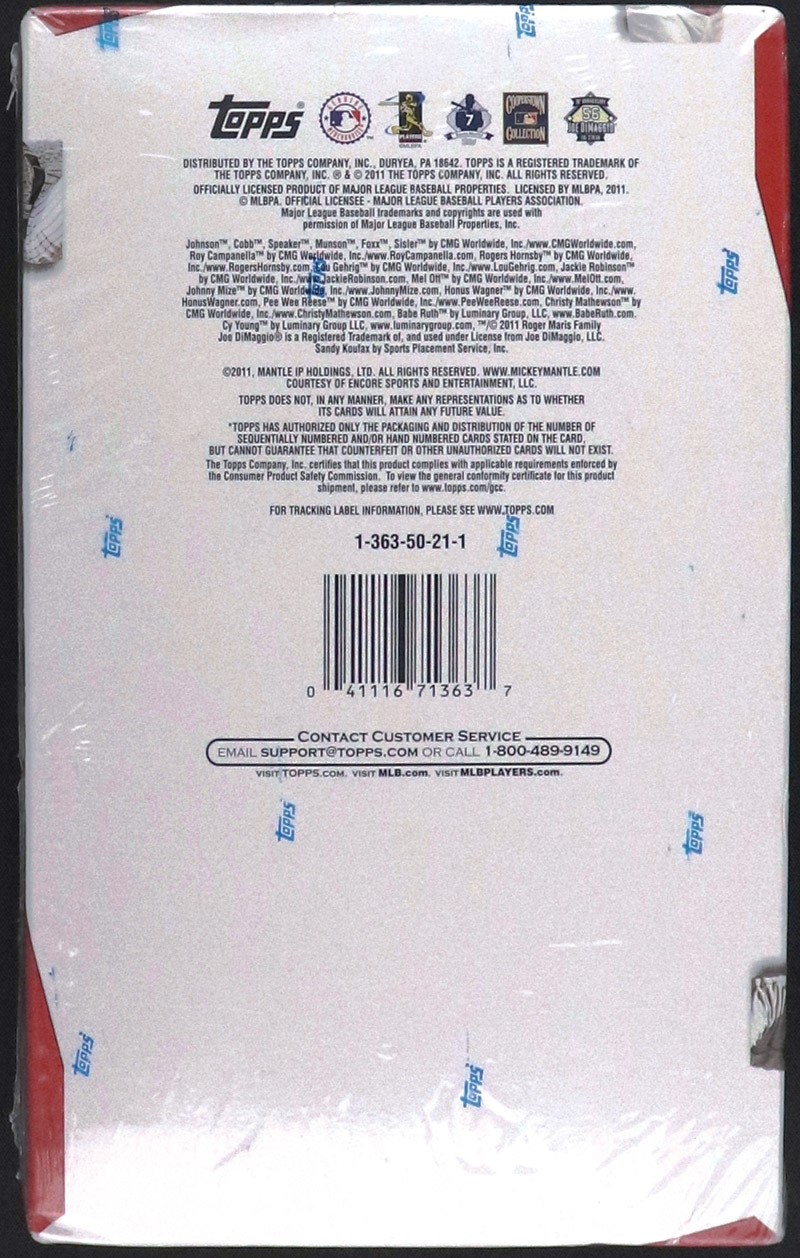 Topps
Topps
Topps®
GENUINE MERCHANDISE ™
PLAYERS CHOICE
©MLBPA
7
COOPERSTOWN
COLLECTION
56
JOE DIMAGGIO
DISTRIBUTED BY THE TOPPS COMPANY, INC., DURYEA, PA 18642. TOPPS IS A REGISTERED TRADEMARK OF
THE TOPPS COMPANY, INC. ® & © 2011 THE TOPPS COMPANY, INC. ALL RIGHTS RESERVED.
OFFICIALLY LICENSED PRODUCT OF MAJOR LEAGUE BASEBALL PROPERTIES. LICENSED BY MLBPA, 2011.
© MLBPA. OFFICIAL LICENSEE - MAJOR LEAGUE BASEBALL PLAYERS ASSOCIATION.
Major League Baseball trademarks and copyrights are used with
permission of Major League Baseball Properties, Inc.
Johnson™, Cobb™, Speaker™, Munson™, Foxx™, Sisler™ by CMG Worldwide, Inc./www.CMGWorldwide.com,
Roy Campanella™ by CMG Worldwide, Inc./www.RoyCampanella.com, Rogers Hornsby™ by CMG Worldwide,
Inc./www.RogersHornsby.com, Lou Gehrig™ by CMG Worldwide, Inc./www.LouGehrig.com, Jackie Robinson™
by CMG Worldwide, Inc./www.JackieRobinson.com, Mel Ott™ by CMG Worldwide, Inc./www.MelOtt.com,
Johnny Mize™ by CMG Worldwide, Inc./www.JohnnyMize.com, Honus Wagner™ by CMG Worldwide, Inc./www.
HonusWagner.com, Pee Wee Reese™ by CMG Worldwide, Inc./www.PeeWeeReese.com, Christy Mathewson™ by
CMG Worldwide, Inc./www.ChristyMathewson.com, Babe Ruth™ by Luminary Group, LLC, www.BabeRuth.com.
Cy Young™ by Luminary Group LLC, www.luminarygroup.com, ™/© 2011 Roger Maris Family
Joe DiMaggio® is a Registered Trademark of, and used under License from Joe DiMaggio, LLC.
Sandy Koufax by Sports Placement Service, Inc.
©2011, MANTLE IP HOLDINGS, LTD. ALL RIGHTS RESERVED. WWW.MICKEYMANTLE.COM
COURTESY OF ENCORE SPORTS AND ENTERTAINMENT, LLC.
TOPPS DOES NOT, IN ANY MANNER, MAKE ANY REPRESENTATIONS AS TO WHETHER
ITS CARDS WILL ATTAIN ANY FUTURE VALUE.
*TOPPS HAS AUTHORIZED ONLY THE PACKAGING AND DISTRIBUTION OF THE NUMBER OF
SEQUENTIALLY NUMBERED AND/OR HAND NUMBERED CARDS STATED ON THE CARD,
BUT CANNOT GUARANTEE THAT COUNTERFEIT OR OTHER UNAUTHORIZED CARDS WILL NOT EXIST.
The Topps Company, Inc. certifies that this product complies with applicable requirements enforced by
the Consumer Product Safety Commission. To view the general conformity certificate for this product
shipment, please refer to www.topps.com/gcc.
FOR TRACKING LABEL INFORMATION, PLEASE SEE WWW.TOPPS.COM
Topps
Topps
Topps
Topps
1-363-50-21-1
0 41116 71363 7
CONTACT CUSTOMER SERVICE
EMAIL SUPPORT@TOPPS.COM OR CALL 1-800-489-9149
VISIT TOPPS.COM. VISIT MLB.com. VISIT MLBPLAYERS.com.
Topps
Topps
Topps
Topps